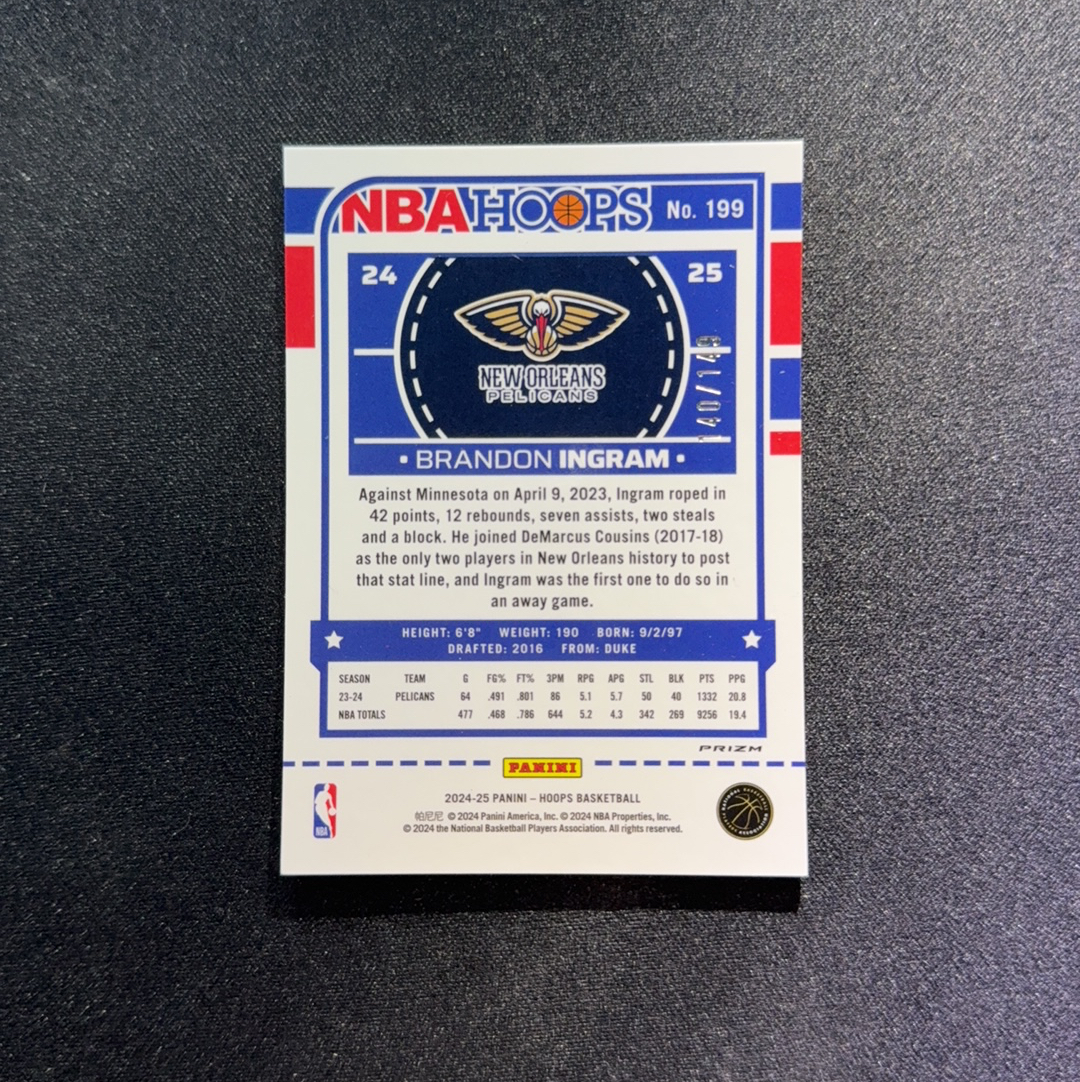 NBA HOOPS No. 199
24 25
NEW ORLEANS
PELICANS
140/149
• BRANDON INGRAM •
Against Minnesota on April 9, 2023, Ingram roped in
42 points, 12 rebounds, seven assists, two steals
and a block. He joined DeMarcus Cousins (2017-18)
as the only two players in New Orleans history to post
that stat line, and Ingram was the first one to do so in
an away game.
HEIGHT: 6'8" WEIGHT: 190 BORN: 9/2/97
DRAFTED: 2016 FROM: DUKE
SEASON TEAM G FG% FT% 3PM RPG APG STL BLK PTS PPG
23-24 PELICANS 64 .491 .801 86 5.1 5.7 50 40 1332 20.8
NBA TOTALS 477 .468 .786 644 5.2 4.3 342 269 9256 19.4
PRIZM
PANINI
2024-25 PANINI – HOOPS BASKETBALL
帕尼尼 © 2024 Panini America, Inc. © 2024 NBA Properties, Inc.
© 2024 the National Basketball Players Association. All rights reserved.
NBA